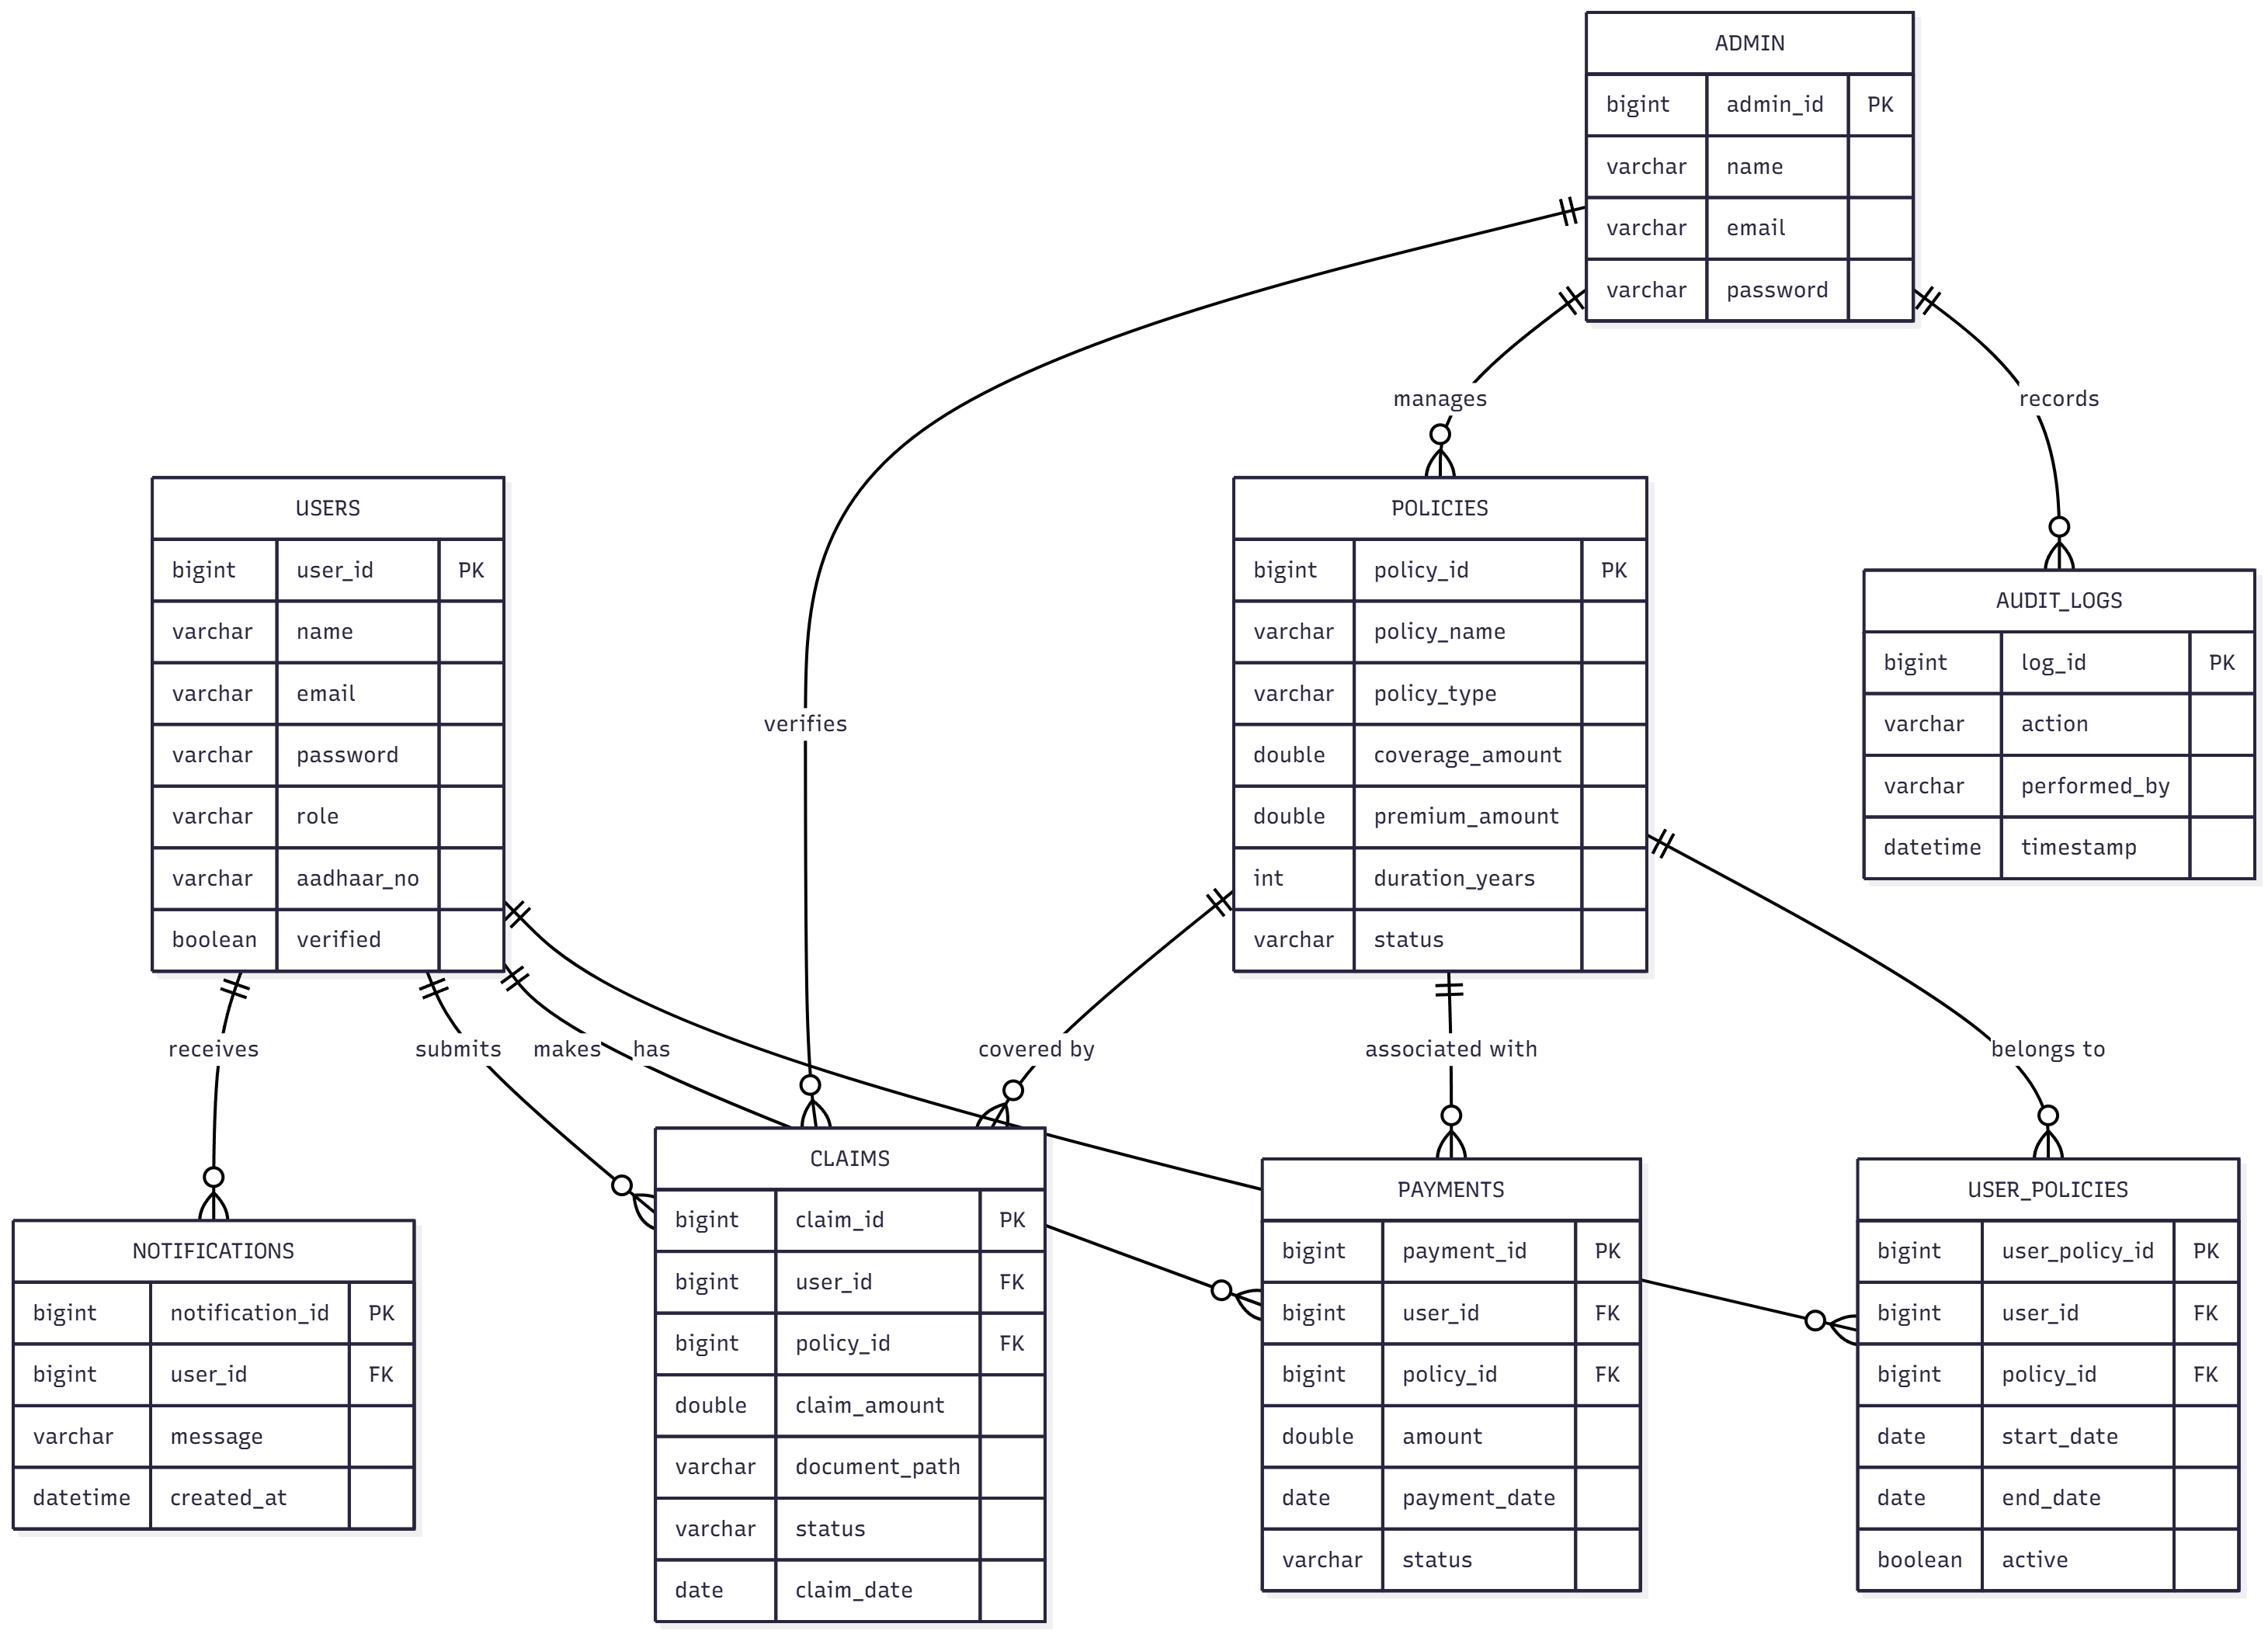 ADMIN
bigint admin_id PK
varchar name
varchar email
varchar password
manages
records
verifies
USERS
bigint user_id PK
varchar name
varchar email
varchar password
varchar role
varchar aadhaar_no
boolean verified
POLICIES
bigint policy_id PK
varchar policy_name
varchar policy_type
double coverage_amount
double premium_amount
int duration_years
varchar status
AUDIT_LOGS
bigint log_id PK
varchar action
varchar performed_by
datetime timestamp
receives
submits
makes
has
covered by
associated with
belongs to
NOTIFICATIONS
bigint notification_id PK
bigint user_id FK
varchar message
datetime created_at
CLAIMS
bigint claim_id PK
bigint user_id FK
bigint policy_id FK
double claim_amount
varchar document_path
varchar status
date claim_date
PAYMENTS
bigint payment_id PK
bigint user_id FK
bigint policy_id FK
double amount
date payment_date
varchar status
USER_POLICIES
bigint user_policy_id PK
bigint user_id FK
bigint policy_id FK
date start_date
date end_date
boolean active